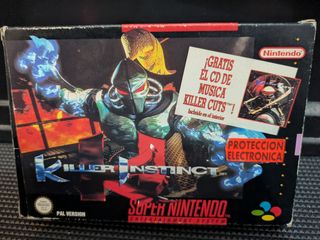 Nintendo
¡GRATIS
EL CD DE
MUSICA
KILLER CUTS™!
Incluido en el interior
PROTECCION
ELECTRONICA
KILLER INSTINCT
PAL VERSION
SUPER NINTENDO
ENTERTAINMENT SYSTEM